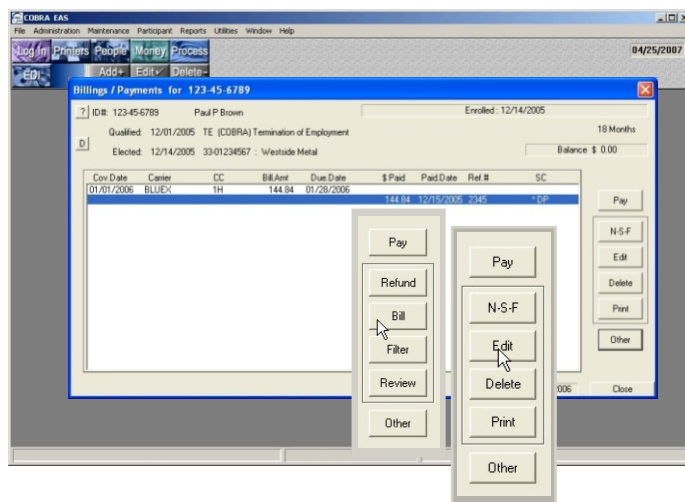 COBRA EAS
File Administration Maintenance Participant Reports Utilities Window Help
Log In Printers People Money Process 04/25/2007
EDI Add+ Edit Delete-
Billings / Payments for 123-45-6789
? ID#: 123-45-6789 Paul P Brown Enrolled : 12/14/2005
Qualified: 12/01/2005 TE (COBRA) Termination of Employment 18 Months
D Elected: 12/14/2005 33-01234567 : Westside Metal Balance $ 0.00
Cov.Date Carrier CC Bill.Amt Due.Date $ Paid Paid.Date Ref.# SC
01/01/2006 BLUEX 1H 144.84 01/28/2006
144.84 12/15/2005 2345 * DP
Pay
N-S-F
Edit
Delete
Print
Other
Close
Pay
Refund
Bill
Filter
Review
Other
Pay
N-S-F
Edit
Delete
Print
Other